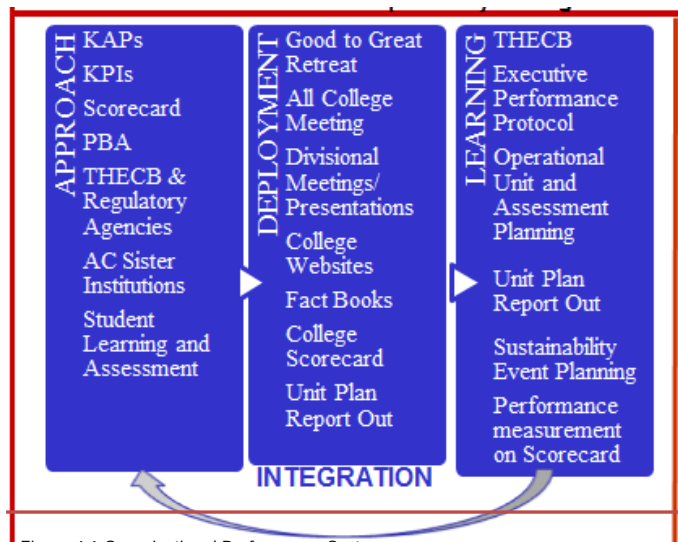 APPROACH
KAPs
KPIs
Scorecard
PBA
THECB &
Regulatory
Agencies
AC Sister
Institutions
Student
Learning and
Assessment
DEPLOYMENT
Good to Great
Retreat
All College
Meeting
Divisional
Meetings/
Presentations
College
Websites
Fact Books
College
Scorecard
Unit Plan
Report Out
LEARNING
THECB
Executive
Performance
Protocol
Operational
Unit and
Assessment
Planning
Unit Plan
Report Out
Sustainability
Event Planning
Performance
measurement
on Scorecard
INTEGRATION